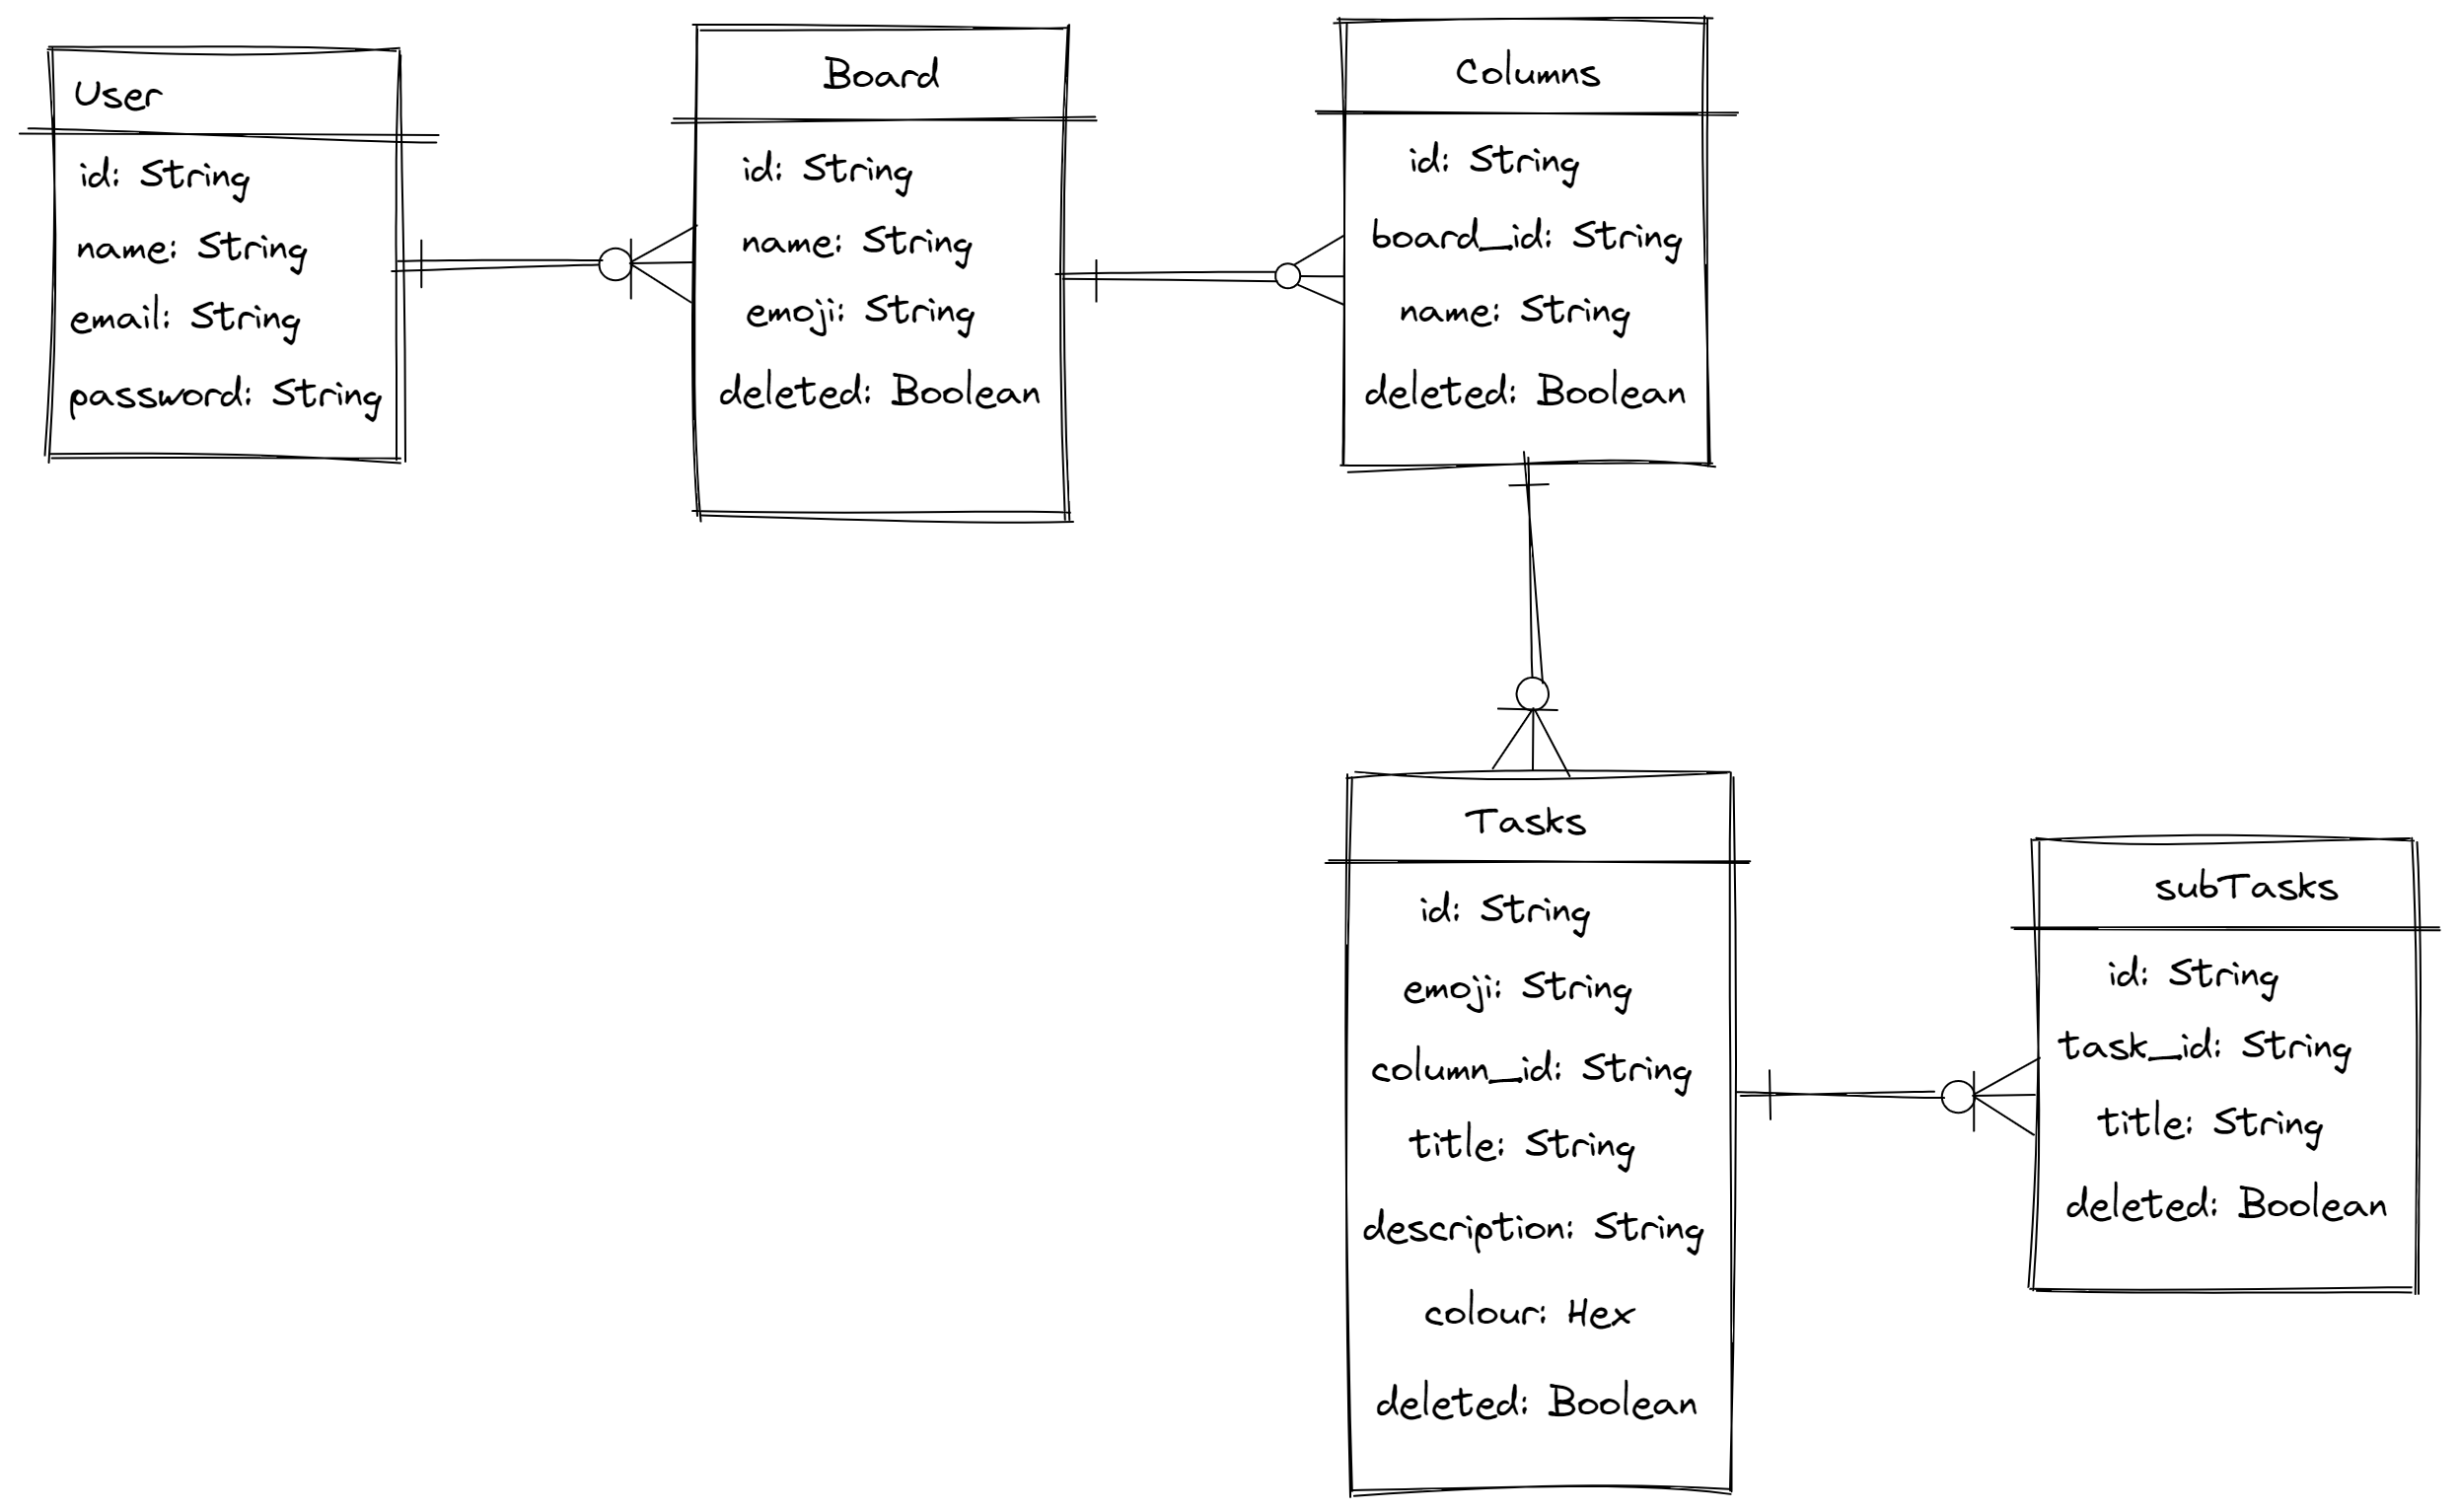 User
id: String
name: String
email: String
password: String
Board
id: String
name: String
emoji: String
deleted: Boolean
Columns
id: String
board_id: String
name: String
deleted: Boolean
Tasks
id: String
emoji: String
column_id: String
title: String
description: String
colour: Hex
deleted: Boolean
subTasks
id: String
task_id: String
title: String
deleted: Boolean